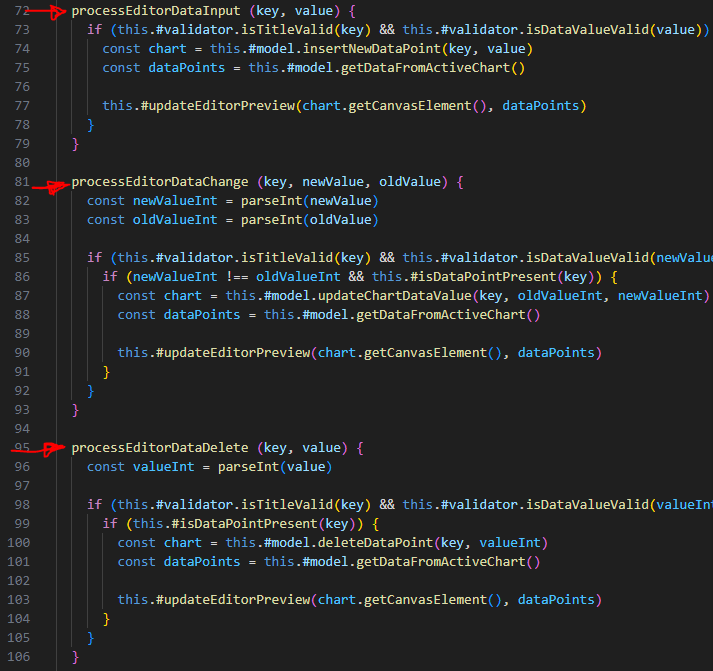 72 processEditorDataInput (key, value) {
73 if (this.#validator.isTitleValid(key) && this.#validator.isDataValueValid(value))
74 const chart = this.#model.insertNewDataPoint(key, value)
75 const dataPoints = this.#model.getDataFromActiveChart()
76
77 this.#updateEditorPreview(chart.getCanvasElement(), dataPoints)
78 }
79 }
80
81 processEditorDataChange (key, newValue, oldValue) {
82 const newValueInt = parseInt(newValue)
83 const oldValueInt = parseInt(oldValue)
84
85 if (this.#validator.isTitleValid(key) && this.#validator.isDataValueValid(newValue
86 if (newValueInt !== oldValueInt && this.#isDataPointPresent(key)) {
87 const chart = this.#model.updateChartDataValue(key, oldValueInt, newValueInt)
88 const dataPoints = this.#model.getDataFromActiveChart()
89
90 this.#updateEditorPreview(chart.getCanvasElement(), dataPoints)
91 }
92 }
93 }
94
95 processEditorDataDelete (key, value) {
96 const valueInt = parseInt(value)
97
98 if (this.#validator.isTitleValid(key) && this.#validator.isDataValueValid(valueInt
99 if (this.#isDataPointPresent(key)) {
100 const chart = this.#model.deleteDataPoint(key, valueInt)
101 const dataPoints = this.#model.getDataFromActiveChart()
102
103 this.#updateEditorPreview(chart.getCanvasElement(), dataPoints)
104 }
105 }
106 }